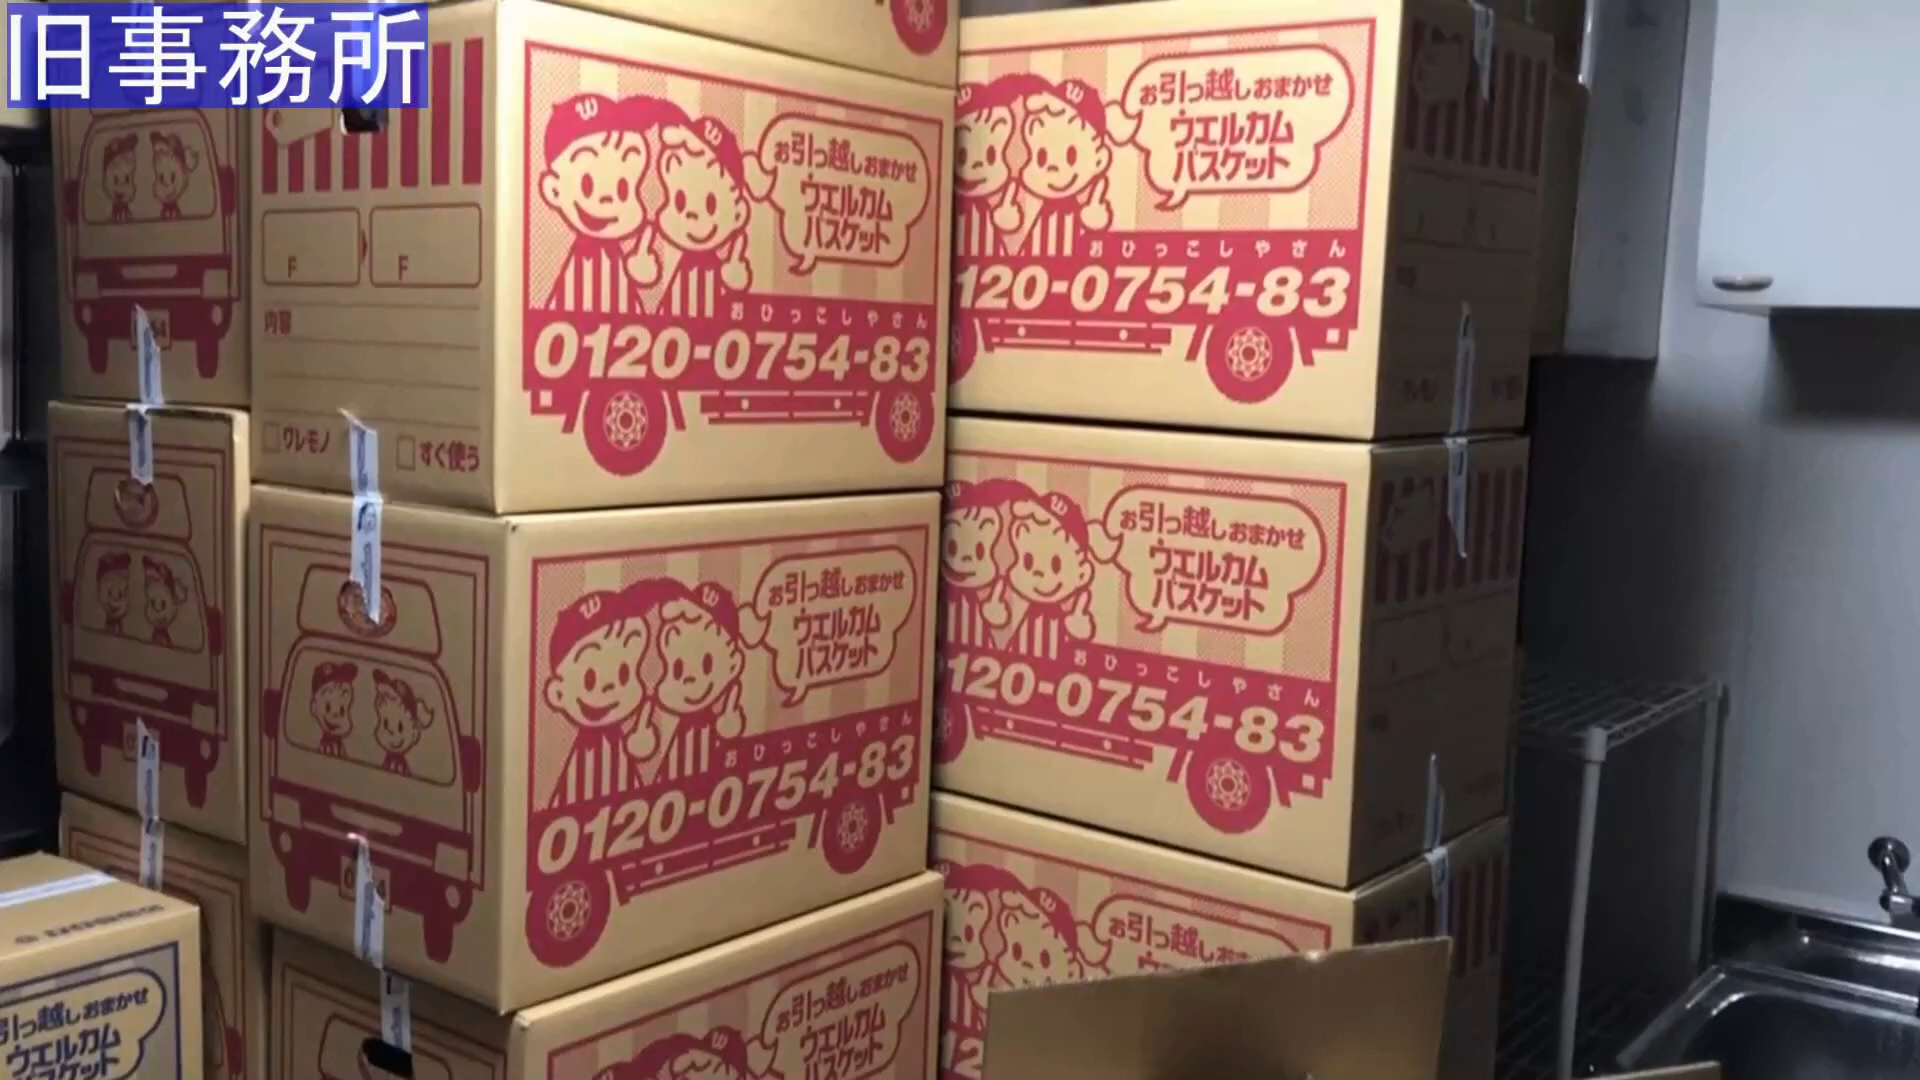 旧事務所
W
W
お引っ越しおまかせ
ウエルカム
バスケット
おひっこしやさん
0120-0754-83
F
F
内容
ワレモノ
すぐ使う
W
お引っ越しおまかせ
ウエルカム
バスケット
おひっこしやさん
120-0754-83
W
W
お引っ越しおまかせ
ウエルカム
バスケット
おひっこしやさん
0120-0754-83
W
お引っ越しおまかせ
ウエルカム
バスケット
おひっこしやさん
120-0754-83
お引っ越しおまかせ
ウエルカム
バスケット
お引っ越しおまかせ
引っ越しおまかせ
ウエルカム
バスケット